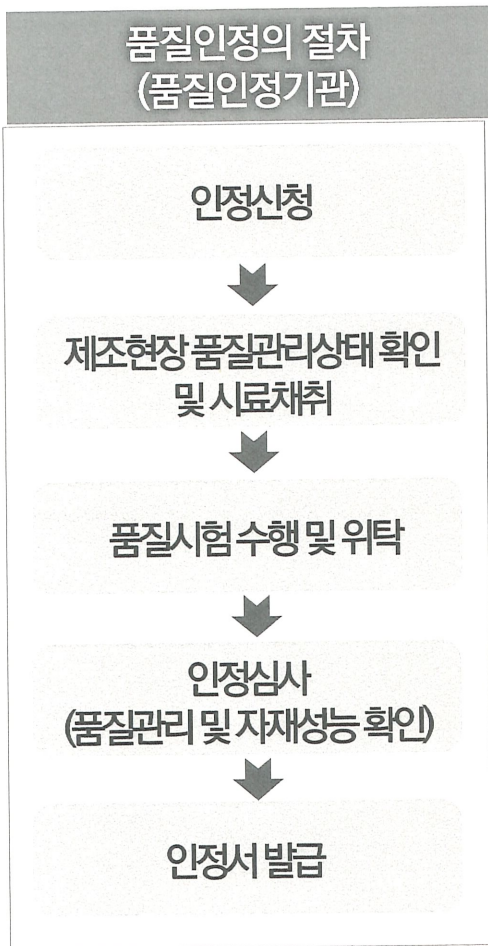 품질인정의 절차
(품질인정기관)
인정신청
제조현장 품질관리상태 확인
및 시료채취
품질시험 수행 및 위탁
인정심사
(품질관리 및 자재성능 확인)
인정서 발급